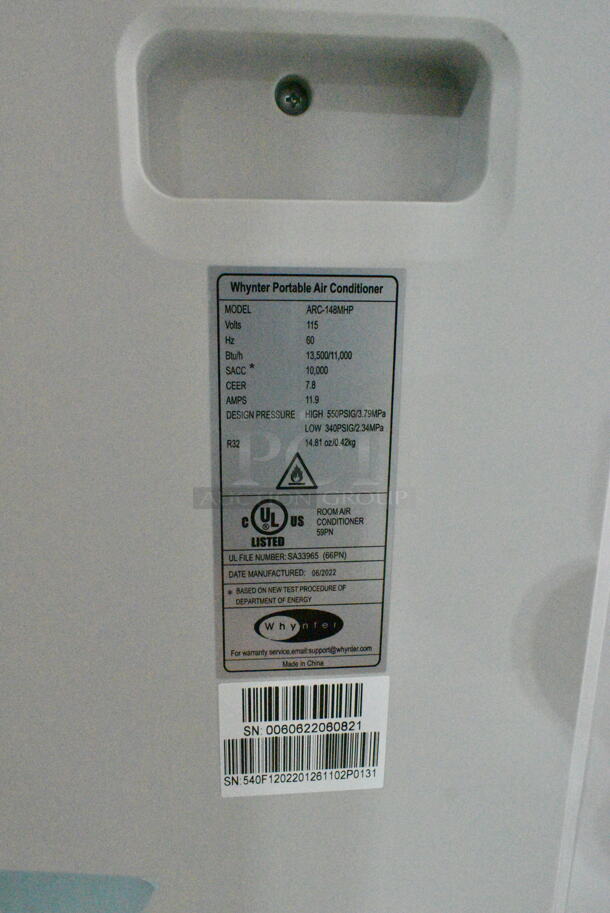 Whynter Portable Air Conditioner
MODEL ARC-148MHP
Volts 115
Hz 60
Btu/h 13,500/11,000
SACC * 10,000
CEER 7.8
AMPS 11.9
DESIGN PRESSURE HIGH 550PSIG/3.79MPa
LOW 340PSIG/2.34MPa
R32 14.81 oz/0.42kg
PCI
AUCTION GROUP
C UL ® US
LISTED
ROOM AIR
CONDITIONER
59PN
UL FILE NUMBER: SA33965 (66PN)
DATE MANUFACTURED: 06/2022
* BASED ON NEW TEST PROCEDURE OF
DEPARTMENT OF ENERGY
Whynter
For warranty service,email:support@whynter.com
Made in China
SN: 0060622060821
SN:540F1202201261102P0131